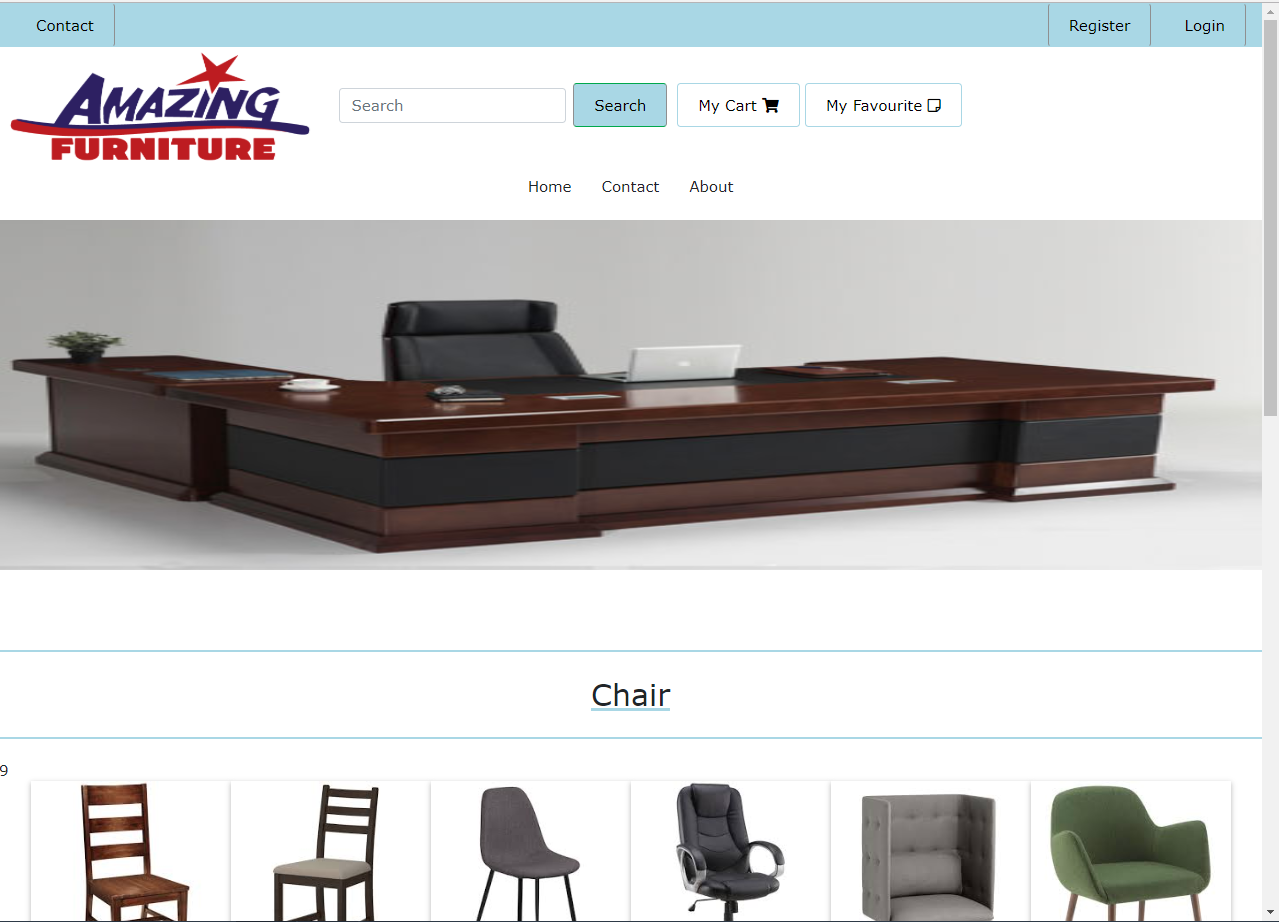 Contact Register Login
AMAZING
FURNITURE
Search Search My Cart My Favourite
Home Contact About
Chair
9